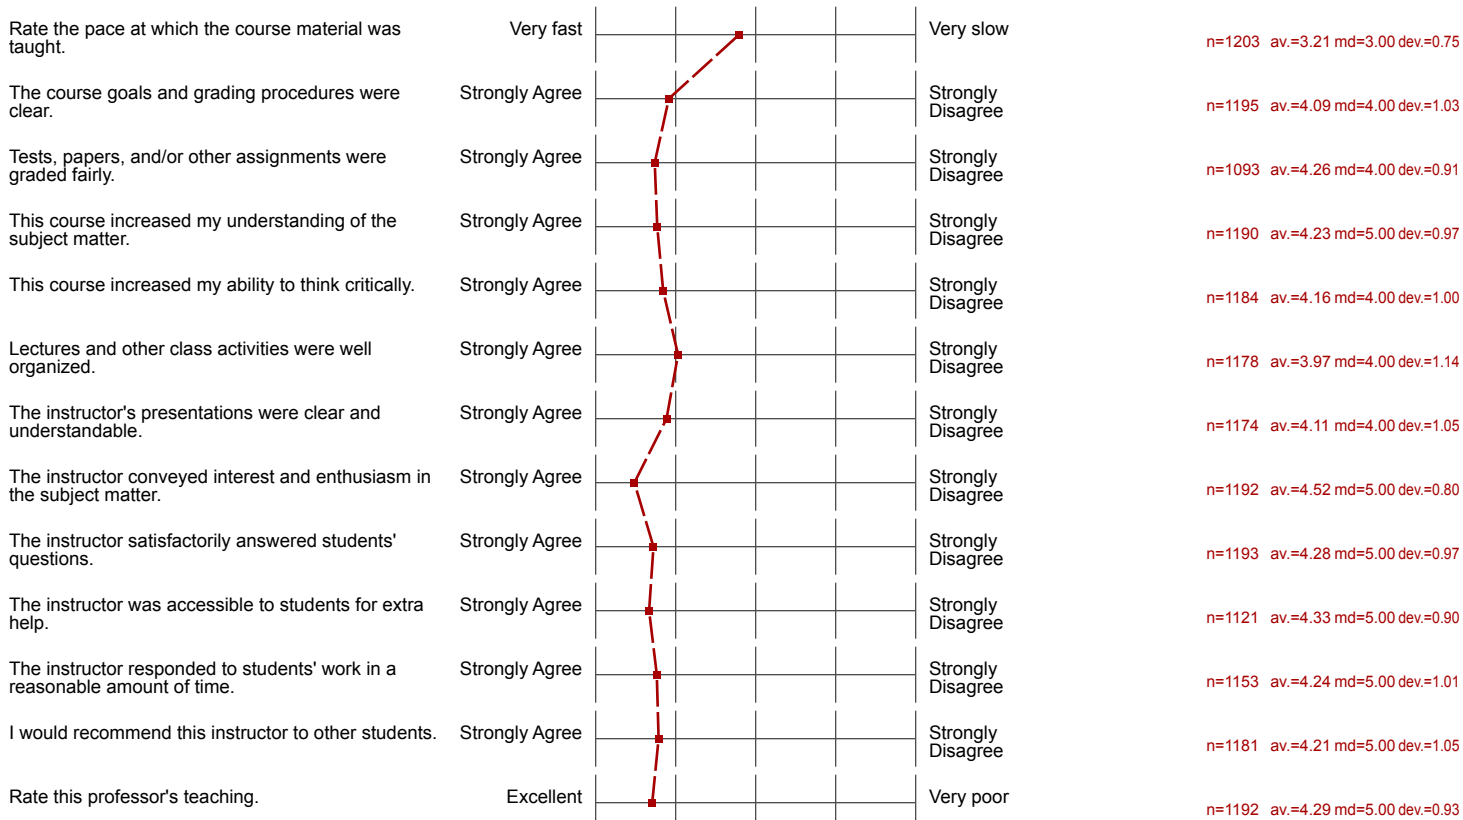 Rate the pace at which the course material was
taught.
Very fast
Very slow
n=1203 av.=3.21 md=3.00 dev.=0.75
The course goals and grading procedures were
clear.
Strongly Agree
Strongly
Disagree
n=1195 av.=4.09 md=4.00 dev.=1.03
Tests, papers, and/or other assignments were
graded fairly.
Strongly Agree
Strongly
Disagree
n=1093 av.=4.26 md=4.00 dev.=0.91
This course increased my understanding of the
subject matter.
Strongly Agree
Strongly
Disagree
n=1190 av.=4.23 md=5.00 dev.=0.97
This course increased my ability to think critically.
Strongly Agree
Strongly
Disagree
n=1184 av.=4.16 md=4.00 dev.=1.00
Lectures and other class activities were well
organized.
Strongly Agree
Strongly
Disagree
n=1178 av.=3.97 md=4.00 dev.=1.14
The instructor's presentations were clear and
understandable.
Strongly Agree
Strongly
Disagree
n=1174 av.=4.11 md=4.00 dev.=1.05
The instructor conveyed interest and enthusiasm in
the subject matter.
Strongly Agree
Strongly
Disagree
n=1192 av.=4.52 md=5.00 dev.=0.80
The instructor satisfactorily answered students'
questions.
Strongly Agree
Strongly
Disagree
n=1193 av.=4.28 md=5.00 dev.=0.97
The instructor was accessible to students for extra
help.
Strongly Agree
Strongly
Disagree
n=1121 av.=4.33 md=5.00 dev.=0.90
The instructor responded to students' work in a
reasonable amount of time.
Strongly Agree
Strongly
Disagree
n=1153 av.=4.24 md=5.00 dev.=1.01
I would recommend this instructor to other students.
Strongly Agree
Strongly
Disagree
n=1181 av.=4.21 md=5.00 dev.=1.05
Rate this professor's teaching.
Excellent
Very poor
n=1192 av.=4.29 md=5.00 dev.=0.93